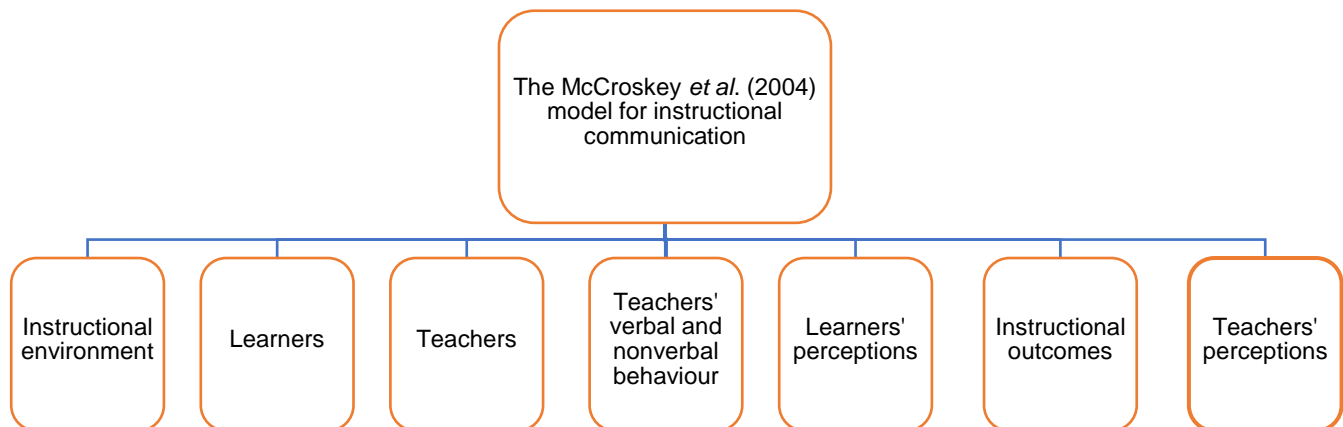 The McCroskey et al. (2004)
model for instructional
communication
Instructional
environment
Learners
Teachers
Teachers'
verbal and
nonverbal
behaviour
Learners'
perceptions
Instructional
outcomes
Teachers'
perceptions